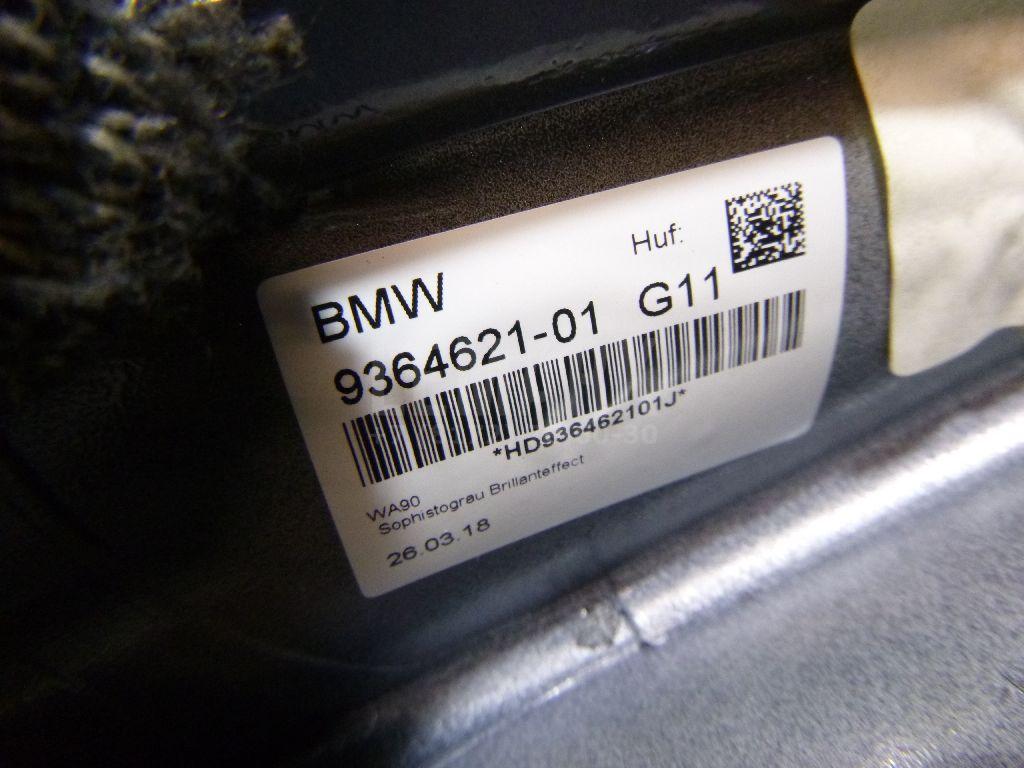 Huf:
BMW
9364621-01 G11
*HD936462101J*
WA90
Sophistograu Brillanteffect
26.03.18